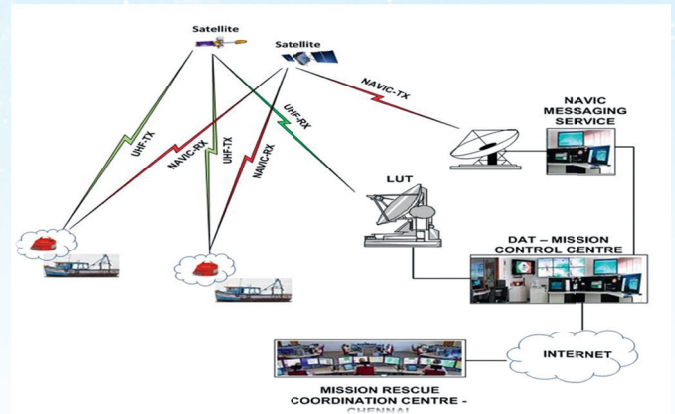 Satellite
Satellite
NAVIC-TX
UHF-RX
UHF-TX
NAVIC-RX
UHF-TX
NAVIC-RX
NAVIC
MESSAGING
SERVICE
LUT
DAT – MISSION
CONTROL CENTRE
INTERNET
MISSION RESCUE
COORDINATION CENTRE -
CHENNAI